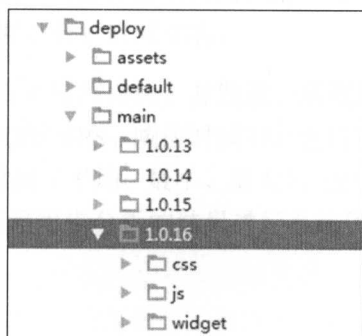 deploy
assets
default
main
1.0.13
1.0.14
1.0.15
1.0.16
css
js
widget